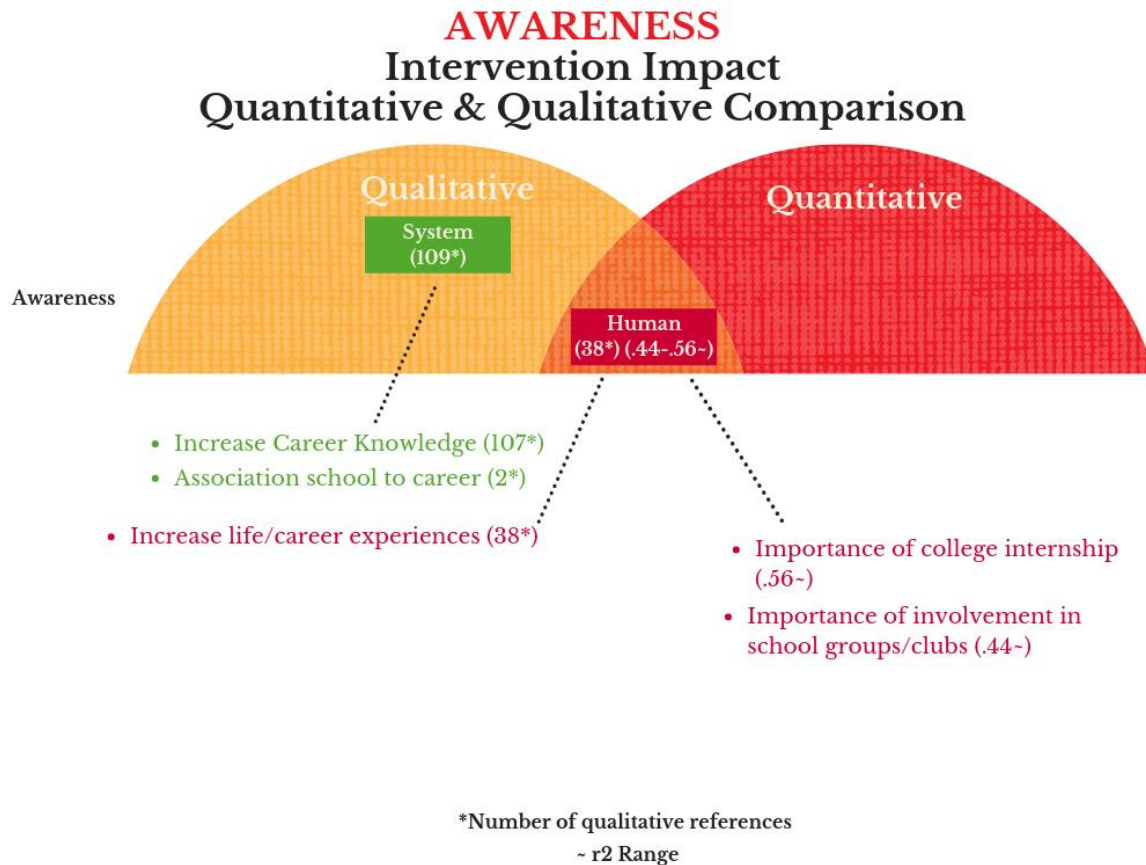 AWARENESS
Intervention Impact
Quantitative & Qualitative Comparison
Qualitative
Quantitative
System
(109*)
Awareness
Human
(38*) (.44-.56~)
• Increase Career Knowledge (107*)
• Association school to career (2*)
• Increase life/career experiences (38*)
• Importance of college internship
(.56~)
• Importance of involvement in
school groups/clubs (.44~)
*Number of qualitative references
~ r2 Range